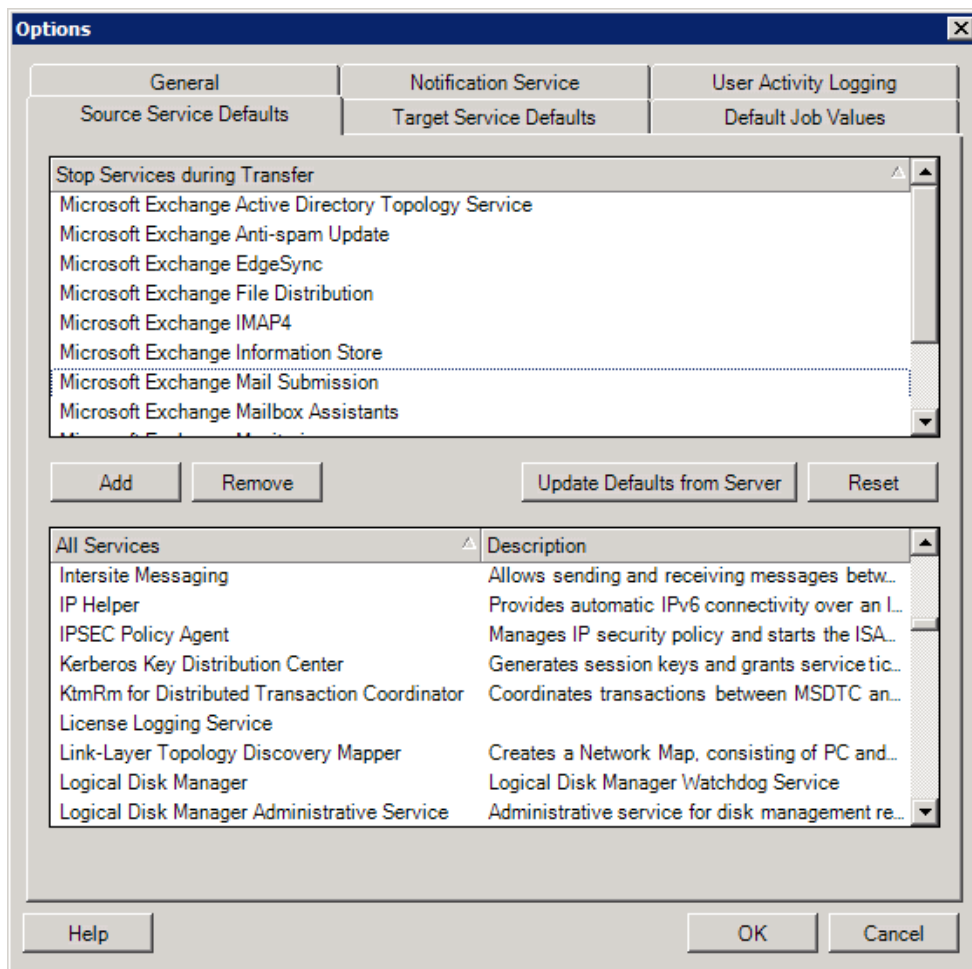 Options
General Notification Service User Activity Logging
Source Service Defaults Target Service Defaults Default Job Values
Stop Services during Transfer
Microsoft Exchange Active Directory Topology Service
Microsoft Exchange Anti-spam Update
Microsoft Exchange EdgeSync
Microsoft Exchange File Distribution
Microsoft Exchange IMAP4
Microsoft Exchange Information Store
Microsoft Exchange Mail Submission
Microsoft Exchange Mailbox Assistants
Add Remove Update Defaults from Server Reset
All Services Description
Intersite Messaging Allows sending and receiving messages betw...
IP Helper Provides automatic IPv6 connectivity over an I...
IPSEC Policy Agent Manages IP security policy and starts the ISA...
Kerberos Key Distribution Center Generates session keys and grants service tic...
KtmRm for Distributed Transaction Coordinator Coordinates transactions between MSDTC an...
License Logging Service
Link-Layer Topology Discovery Mapper Creates a Network Map, consisting of PC and...
Logical Disk Manager Logical Disk Manager Watchdog Service
Logical Disk Manager Administrative Service Administrative service for disk management re...
Help OK Cancel